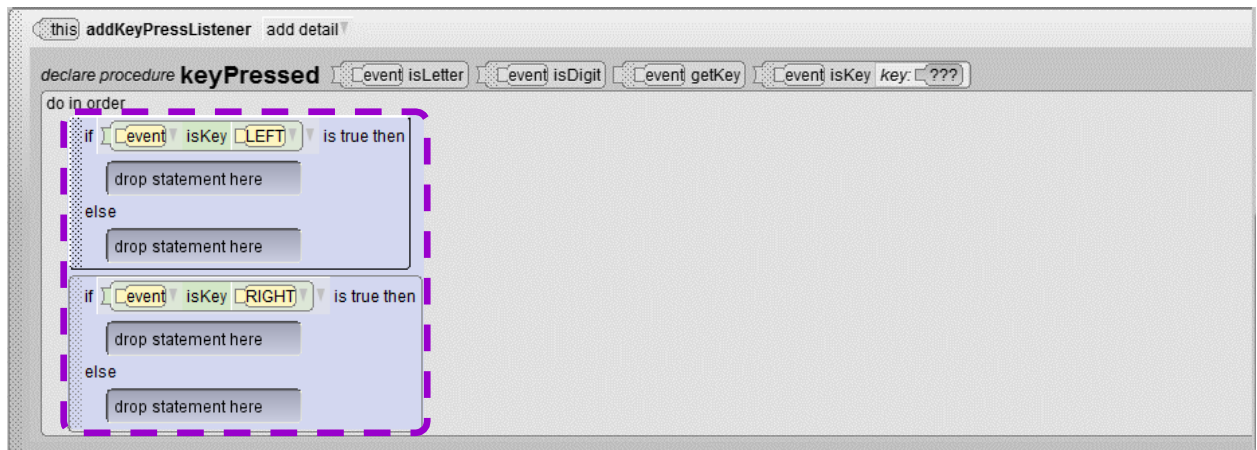 this addKeyPressListener add detail
declare procedure keyPressed event isLetter event isDigit event getKey event isKey key: ???
do in order
if event isKey LEFT is true then
drop statement here
else
drop statement here
if event isKey RIGHT is true then
drop statement here
else
drop statement here